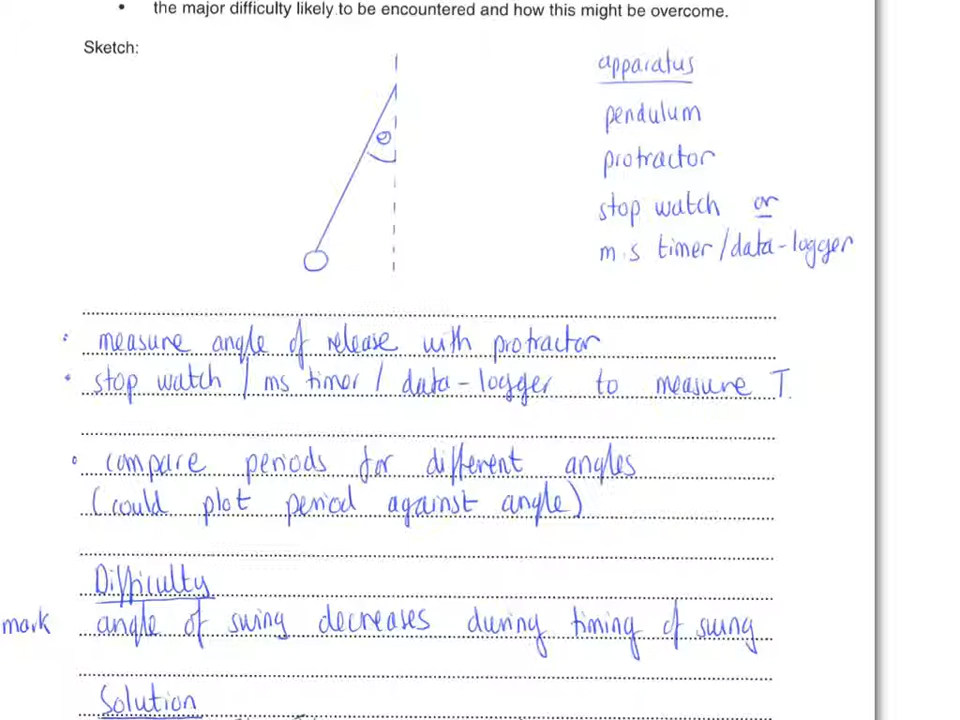 • the major difficulty likely to be encountered and how this might be overcome.
Sketch:
θ
apparatus
pendulum
protractor
stop watch or
m.s timer/data-logger
• measure angle of release with protractor
• stop watch / ms timer / data-logger to measure T.
• compare periods for different angles
(could plot period against angle)
Difficulty
mark angle of swing decreases during timing of swing
Solution